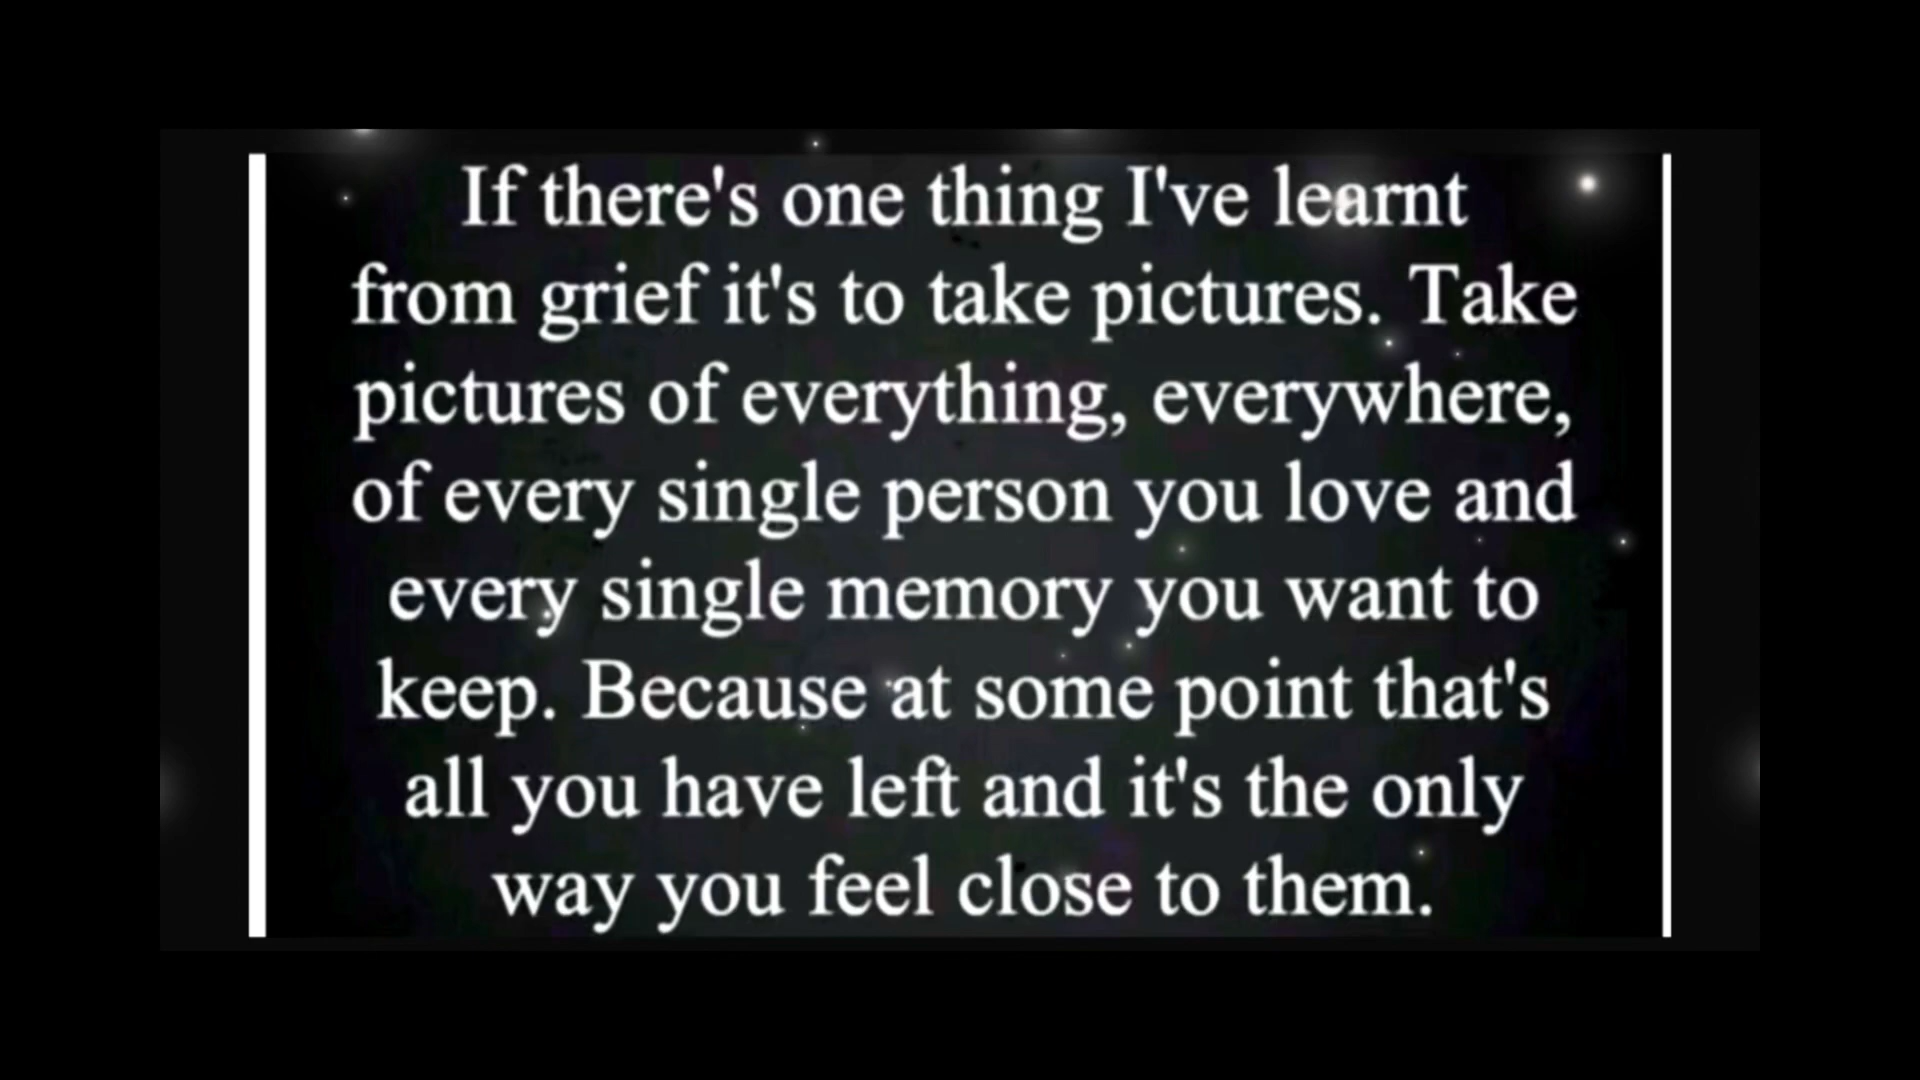 If there's one thing I've learnt
from grief it's to take pictures. Take
pictures of everything, everywhere,
of every single person you love and
every single memory you want to
keep. Because at some point that's
all you have left and it's the only
way you feel close to them.